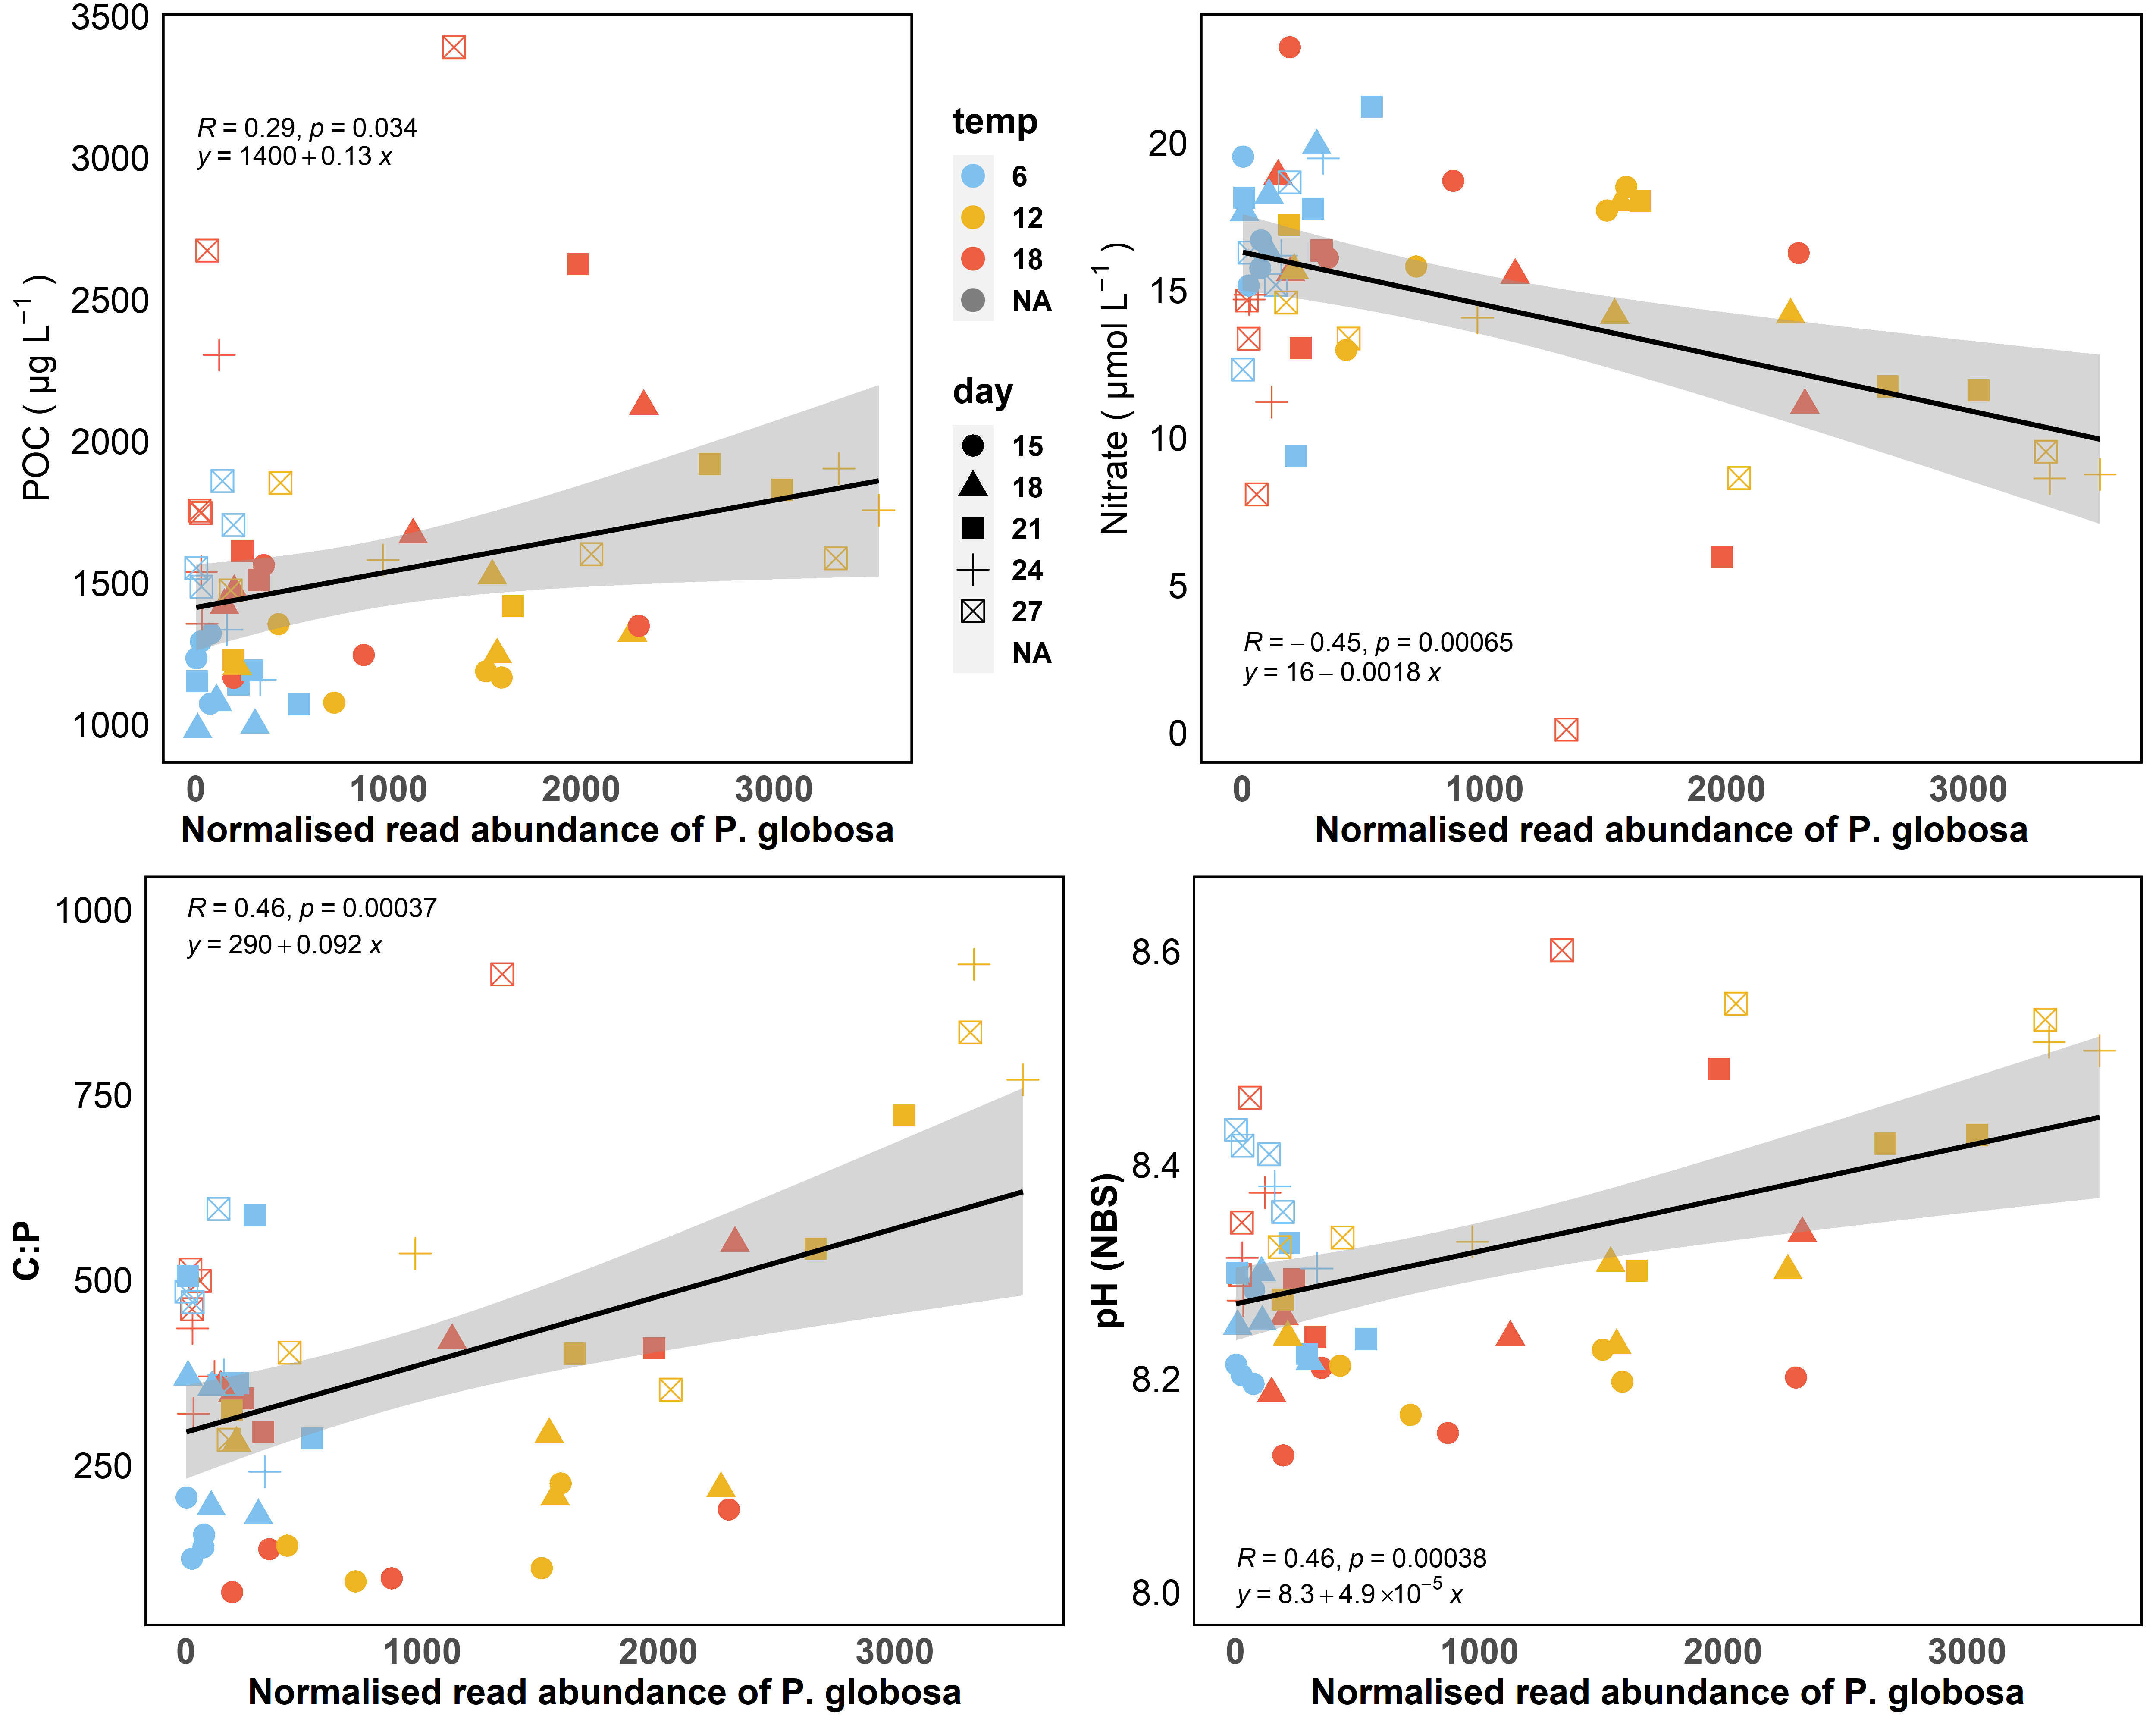 3500
3000
2500
2000
1500
1000
POC ( µg L−1 )
R = 0.29, p = 0.034
y = 1400 + 0.13 x
0 1000 2000 3000
Normalised read abundance of P. globosa
temp
6
12
18
NA
day
15
18
21
24
27
NA
20
15
10
5
0
Nitrate ( µmol L−1 )
R = − 0.45, p = 0.00065
y = 16 − 0.0018 x
0 1000 2000 3000
Normalised read abundance of P. globosa
1000
750
500
250
C:P
R = 0.46, p = 0.00037
y = 290 + 0.092 x
0 1000 2000 3000
Normalised read abundance of P. globosa
8.6
8.4
8.2
8.0
pH (NBS)
R = 0.46, p = 0.00038
y = 8.3 + 4.9 ×10−5 x
0 1000 2000 3000
Normalised read abundance of P. globosa